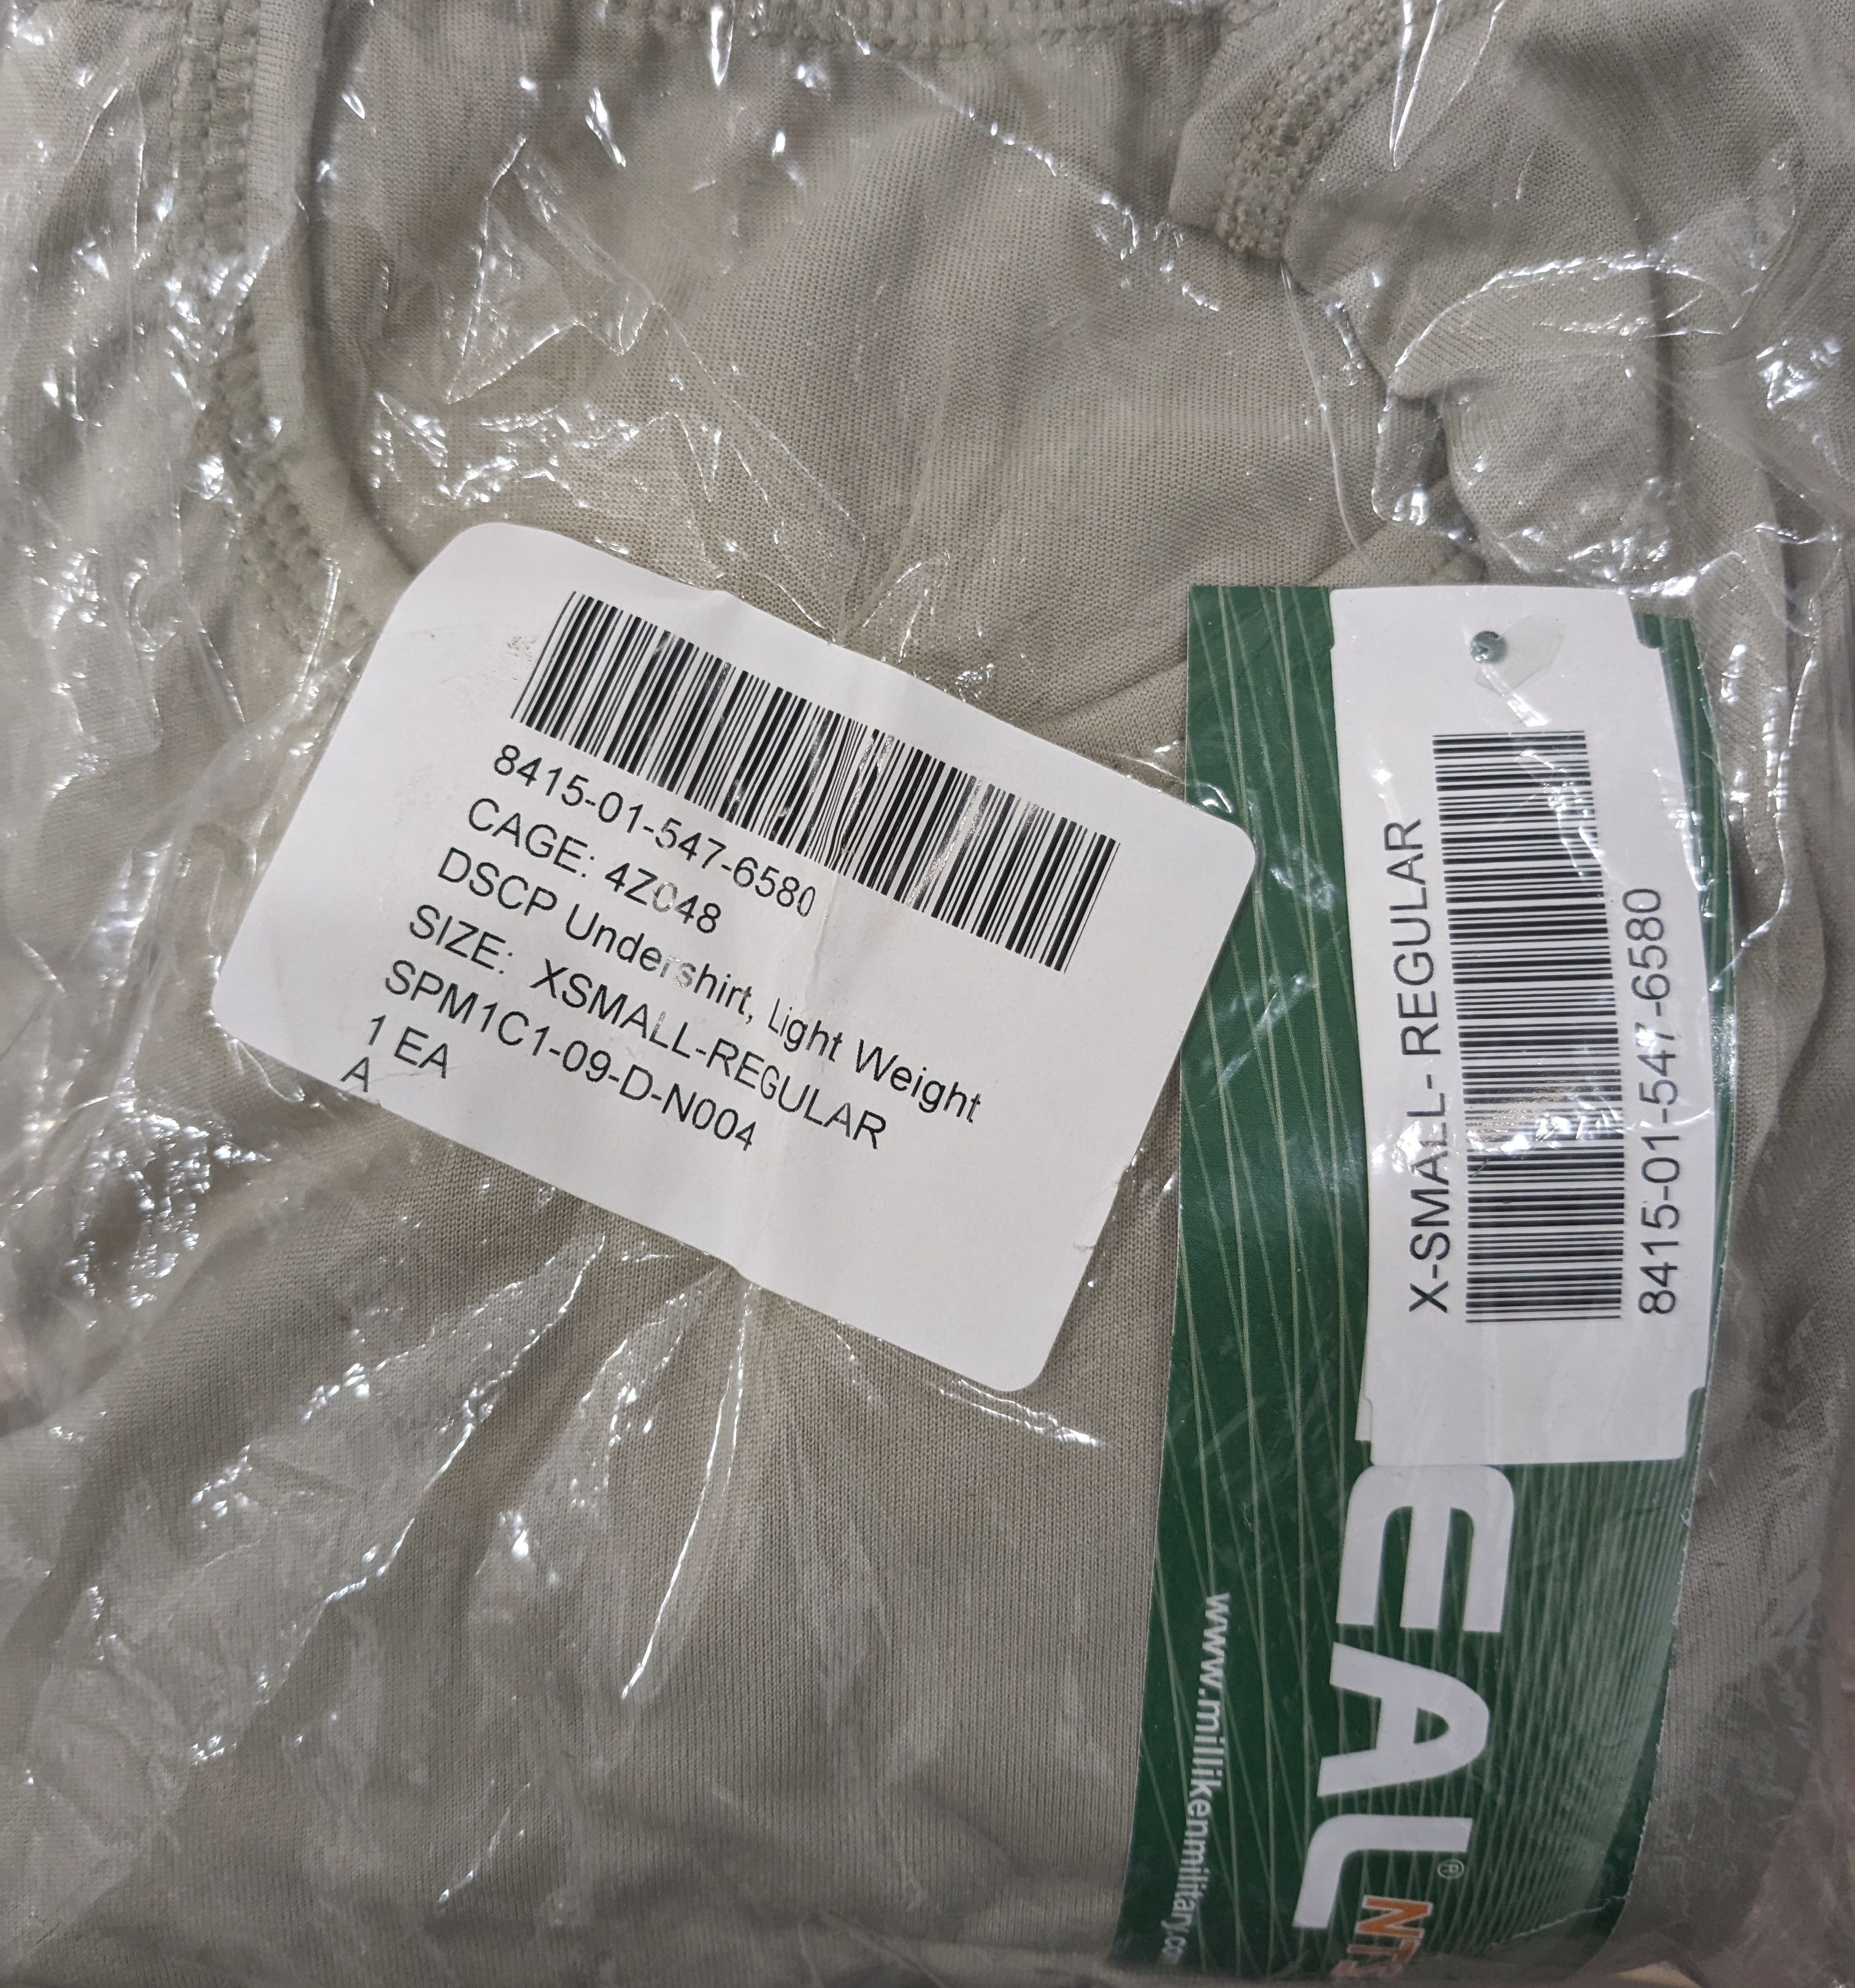 8415-01-547-6580
CAGE: 4Z048
DSCP Undershirt, Light Weight
SIZE: XSMALL-REGULAR
SPM1C1-09-D-N004
1 EA
A
X-SMALL- REGULAR
8415-01-547-6580
EAL®
www.millikenmilitary.co